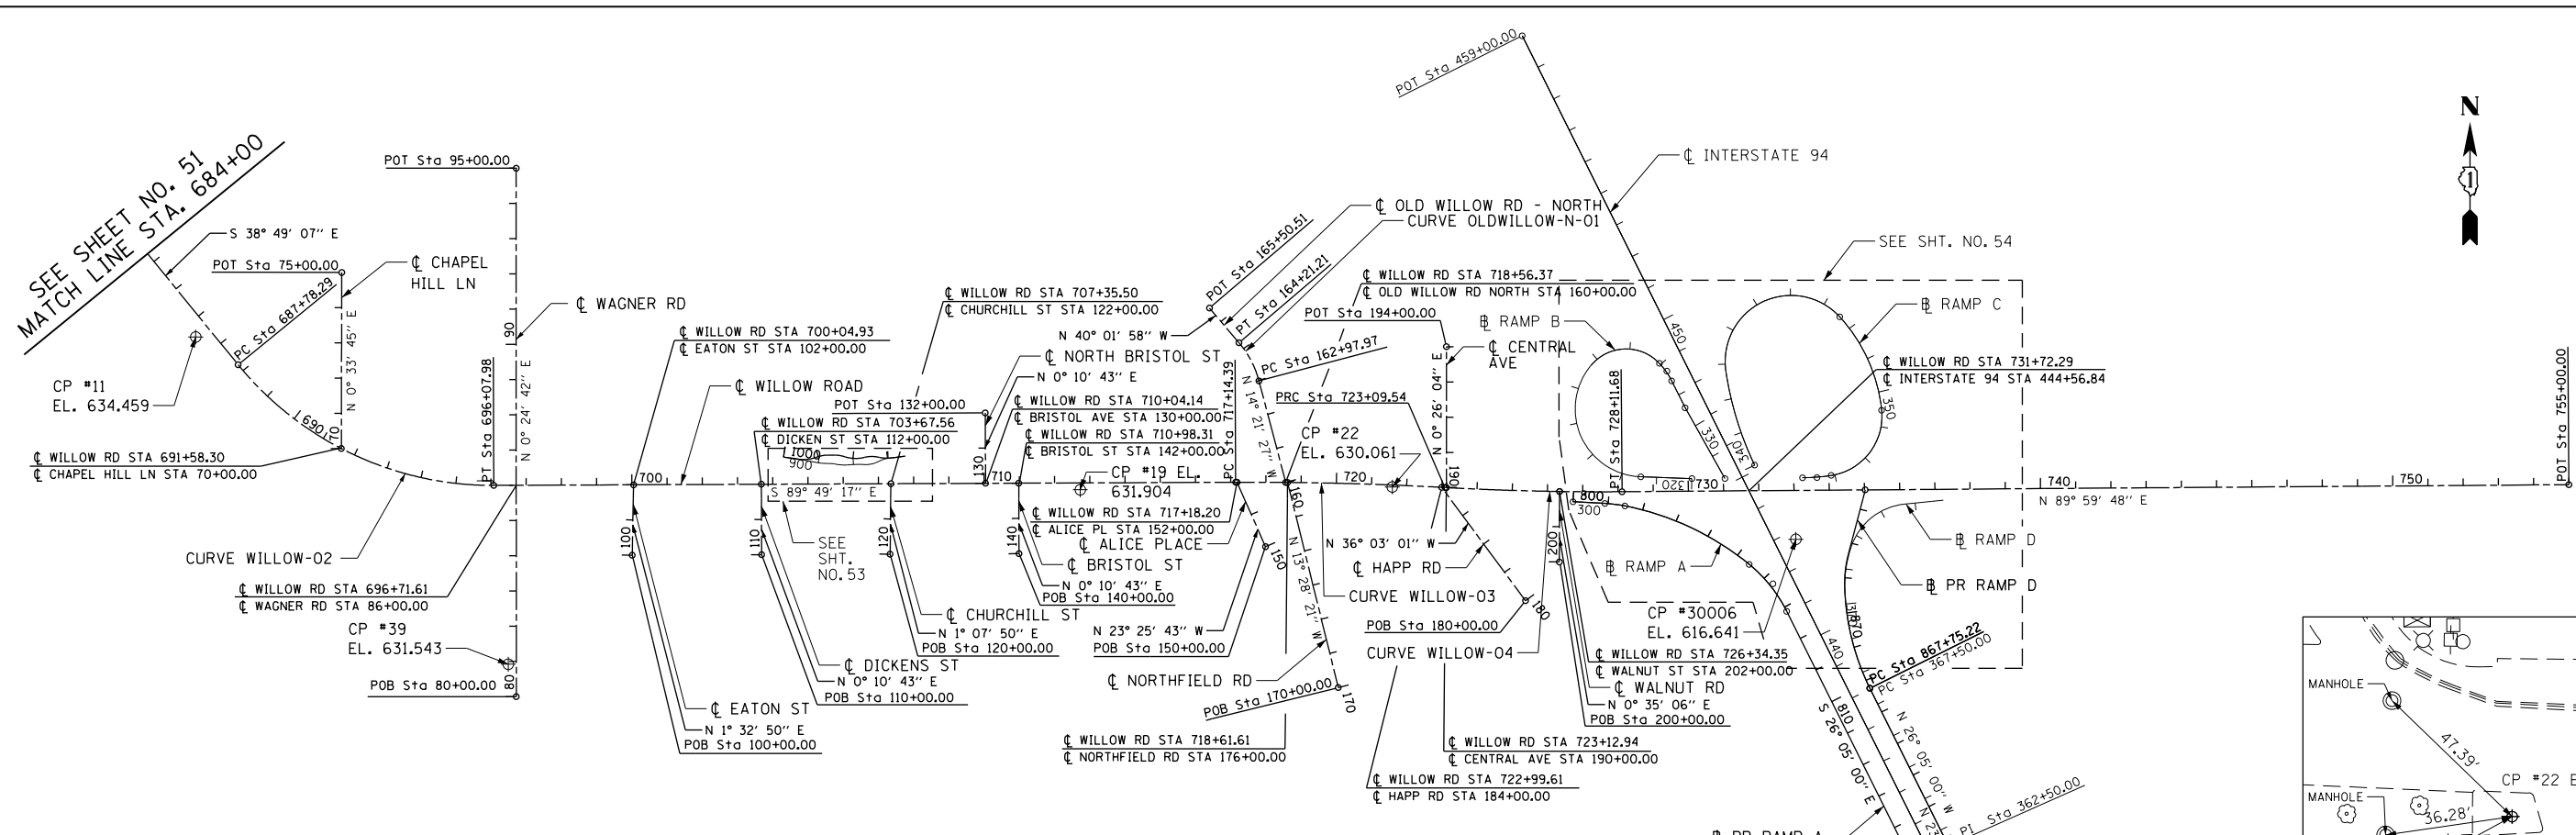 SEE SHEET NO. 51
MATCH LINE STA. 684+00
S 38° 49' 07" E
POT Sta 75+00.00
℄ CHAPEL
HILL LN
PC Sta 687+78.29
N 0° 33' 45" E
CP #11
EL. 634.459
690
70
℄ WILLOW RD STA 691+58.30
℄ CHAPEL HILL LN STA 70+00.00
CURVE WILLOW-02
POT Sta 95+00.00
90
℄ WAGNER RD
PT Sta 696+07.98
N 0° 24' 42" E
℄ WILLOW RD STA 696+71.61
℄ WAGNER RD STA 86+00.00
CP #39
EL. 631.543
POB Sta 80+00.00
80
℄ WILLOW RD STA 700+04.93
℄ EATON ST STA 102+00.00
℄ WILLOW ROAD
700
100
℄ EATON ST
N 1° 32' 50" E
POB Sta 100+00.00
℄ WILLOW RD STA 703+67.56
℄ DICKEN ST STA 112+00.00
1000
900
S 89° 49' 17" E
110
SEE
SHT.
NO.53
℄ DICKENS ST
N 0° 10' 43" E
POB Sta 110+00.00
℄ WILLOW RD STA 707+35.50
℄ CHURCHILL ST STA 122+00.00
120
℄ CHURCHILL ST
N 1° 07' 50" E
POB Sta 120+00.00
POT Sta 132+00.00
130
710
℄ NORTH BRISTOL ST
N 0° 10' 43" E
℄ WILLOW RD STA 710+04.14
℄ BRISTOL AVE STA 130+00.00
℄ WILLOW RD STA 710+98.31
℄ BRISTOL ST STA 142+00.00
CP #19 EL.
631.904
140
℄ BRISTOL ST
N 0° 10' 43" E
POB Sta 140+00.00
℄ WILLOW RD STA 717+18.20
℄ ALICE PL STA 152+00.00
℄ ALICE PLACE
N 23° 25' 43" W
POB Sta 150+00.00
150
PC Sta 717+14.39
POT Sta 165+50.51
PT Sta 164+21.21
N 40° 01' 58" W
℄ OLD WILLOW RD - NORTH
CURVE OLDWILLOW-N-01
PC Sta 162+97.97
N 14° 21' 27" W
℄ WILLOW RD STA 718+56.37
℄ OLD WILLOW RD NORTH STA 160+00.00
160
720
N 13° 28' 21" W
℄ NORTHFIELD RD
POB Sta 170+00.00
170
℄ WILLOW RD STA 718+61.61
℄ NORTHFIELD RD STA 176+00.00
CP #22
EL. 630.061
CURVE WILLOW-03
POT Sta 194+00.00
℄ CENTRAL
AVE
N 0° 26' 04" E
PRC Sta 723+09.54
190
N 36° 03' 01" W
℄ HAPP RD
180
POB Sta 180+00.00
CURVE WILLOW-04
℄ WILLOW RD STA 723+12.94
℄ CENTRAL AVE STA 190+00.00
℄ WILLOW RD STA 722+99.61
℄ HAPP RD STA 184+00.00
200
℄ WILLOW RD STA 726+34.35
℄ WALNUT ST STA 202+00.00
℄ WALNUT RD
N 0° 35' 06" E
POB Sta 200+00.00
POT Sta 459+00.00
℄ INTERSTATE 94
450
SEE SHT. NO. 54
℄ RAMP B
℄ RAMP C
PT Sta 728+11.68
800
300
320
330
340
350
730
℄ WILLOW RD STA 731+72.29
℄ INTERSTATE 94 STA 444+56.84
740
N 89° 59' 48" E
750
POT Sta 755+00.00
℄ RAMP A
℄ RAMP D
℄ PR RAMP D
CP #30006
EL. 616.641
870
PC Sta 867+75.22
PC Sta 367+50.00
440
810
S 26° 05' 00" E
N 26° 05' 00" W
PI Sta 362+50.00
℄ PR RAMP A
N
1
MANHOLE
47.39'
CP #22 E
MANHOLE
36.28'